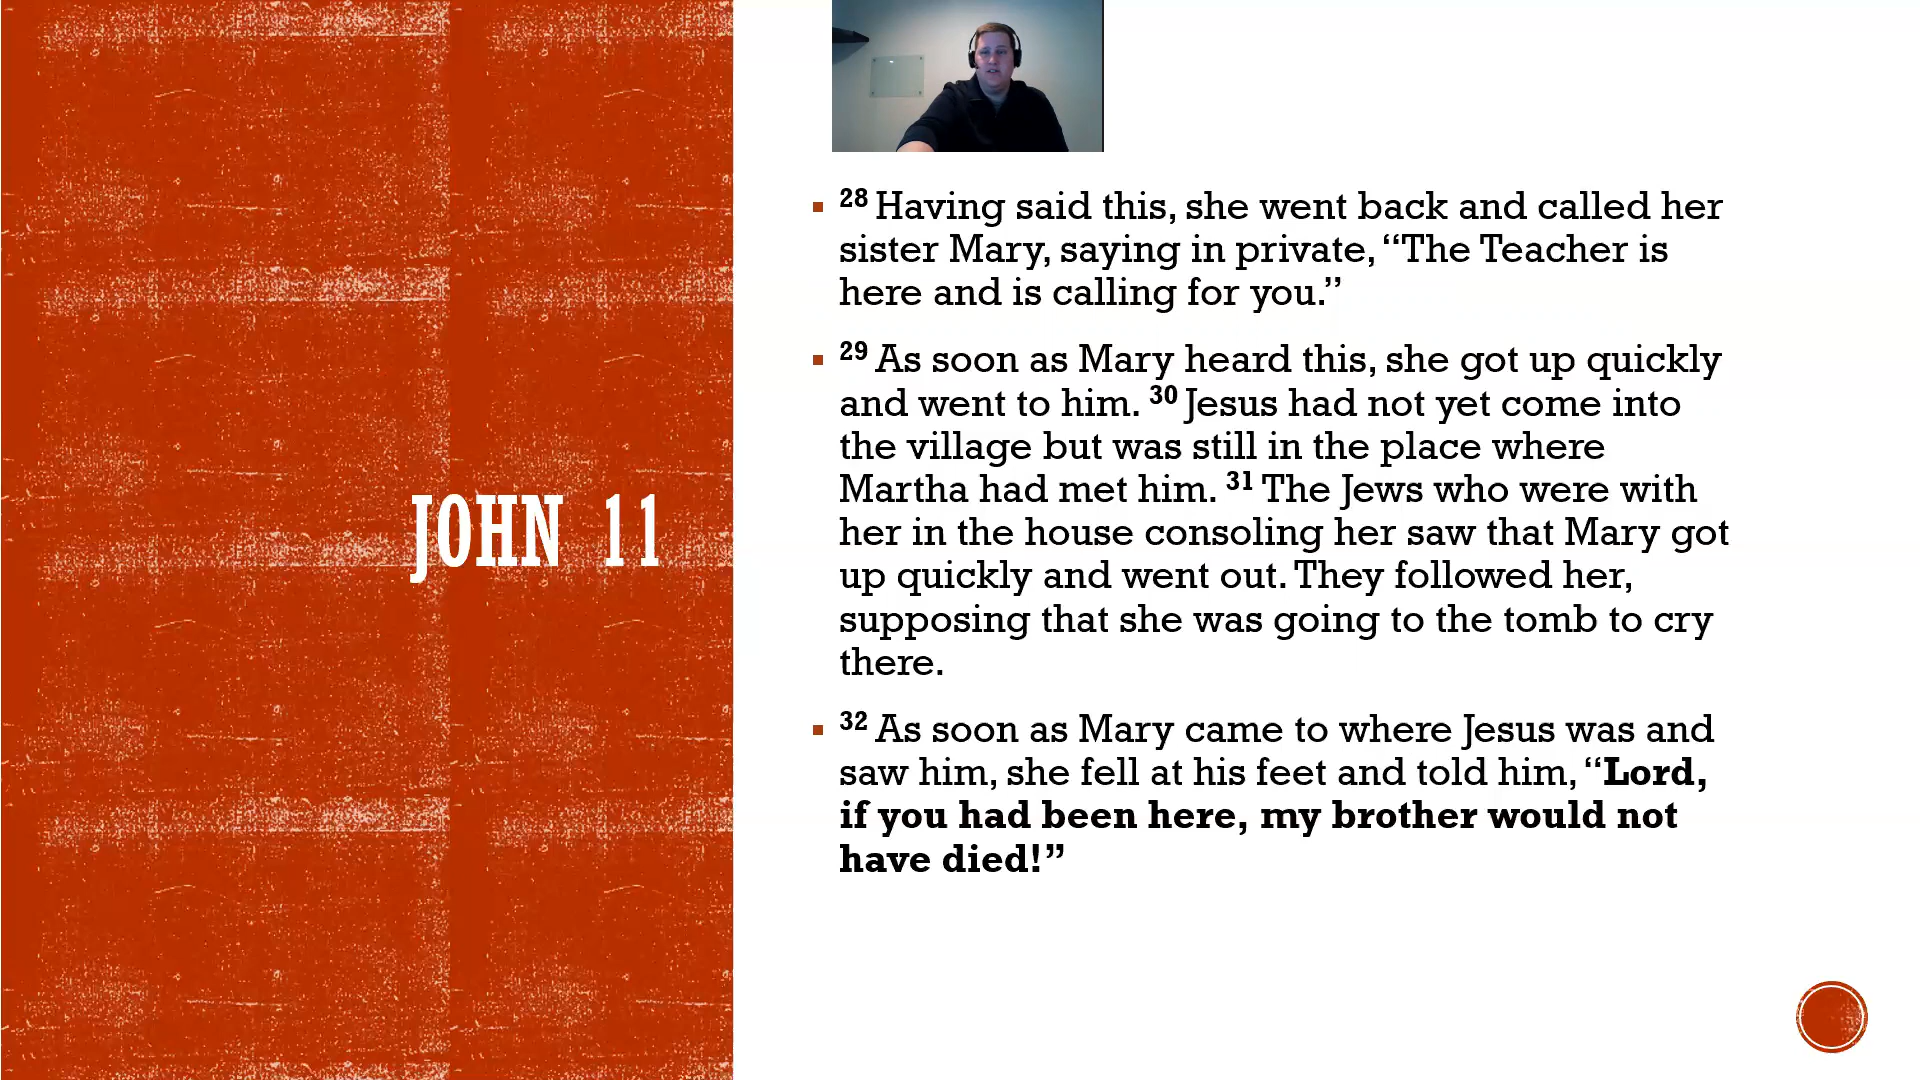 JOHN 11
28 Having said this, she went back and called her
sister Mary, saying in private, “The Teacher is
here and is calling for you.”
29 As soon as Mary heard this, she got up quickly
and went to him. 30 Jesus had not yet come into
the village but was still in the place where
Martha had met him. 31 The Jews who were with
her in the house consoling her saw that Mary got
up quickly and went out. They followed her,
supposing that she was going to the tomb to cry
there.
32 As soon as Mary came to where Jesus was and
saw him, she fell at his feet and told him, “Lord,
if you had been here, my brother would not
have died!”